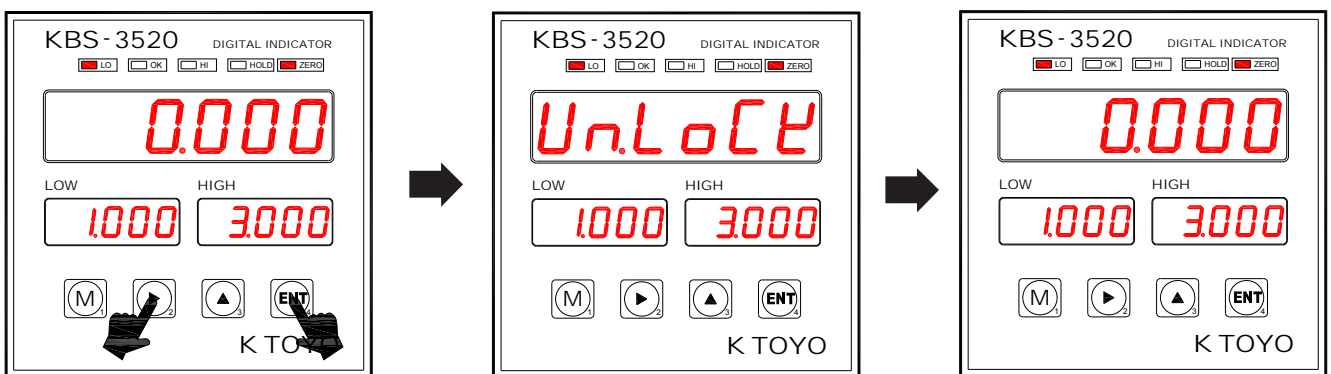 KBS-3520 DIGITAL INDICATOR
LO OK HI HOLD ZERO
0.000
LOW HIGH
1.000 3.000
M 1 2 3 ENT 4
K TOYO
KBS-3520 DIGITAL INDICATOR
LO OK HI HOLD ZERO
Un.LoCK
LOW HIGH
1.000 3.000
M 1 2 3 ENT 4
K TOYO
KBS-3520 DIGITAL INDICATOR
LO OK HI HOLD ZERO
0.000
LOW HIGH
1.000 3.000
M 1 2 3 ENT 4
K TOYO